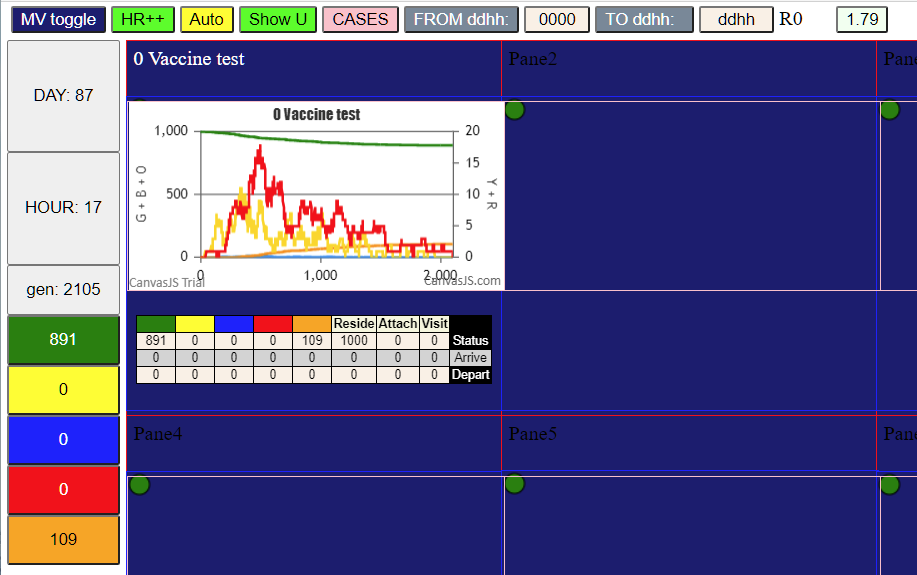 MV toggle HR++ Auto Show U CASES FROM ddhh: 0000 TO ddhh: ddhh R0 1.79
DAY: 87
HOUR: 17
gen: 2105
891
0
0
0
109
0 Vaccine test Pane2 Pane
0 Vaccine test
1,000 20
15
500 10
5
0 0
G + B + O
Y + R
0 1,000 2,000
CanvasJS Trial CanvasJS.com
Reside Attach Visit
891 0 0 0 109 1000 0 0 Status
0 0 0 0 0 0 0 0 Arrive
0 0 0 0 0 0 0 0 Depart
Pane4 Pane5 Pane